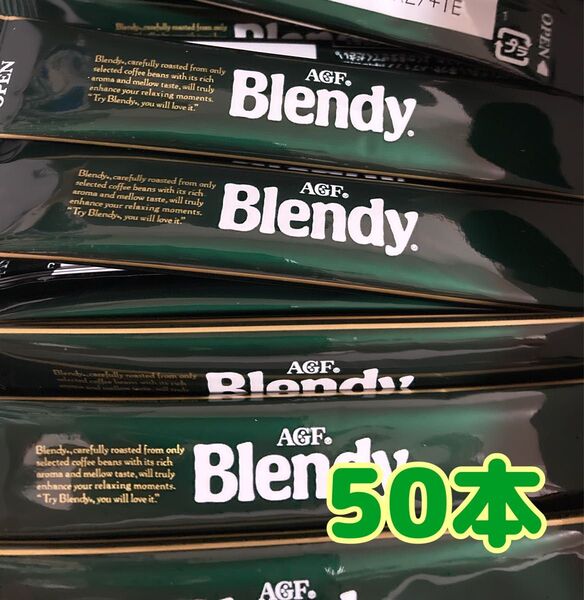 OPEN
OPEN
Blendy®, carefully roasted from only
selected coffee beans with its rich
aroma and mellow taste, will truly
enhance your relaxing moments.
"Try Blendy®, you will love it."
AGF®
Blendy®
Blendy®, carefully roasted from only
selected coffee beans with its rich
aroma and mellow taste, will truly
enhance your relaxing moments.
"Try Blendy®, you will love it."
AGF®
Blendy®
AGF®
Blendy
Blendy®, carefully roasted from only
selected coffee beans with its rich
aroma and mellow taste, will truly
enhance your relaxing moments.
"Try Blendy®, you will love it."
AGF®
Blendy
50本
AGF®
Blendy